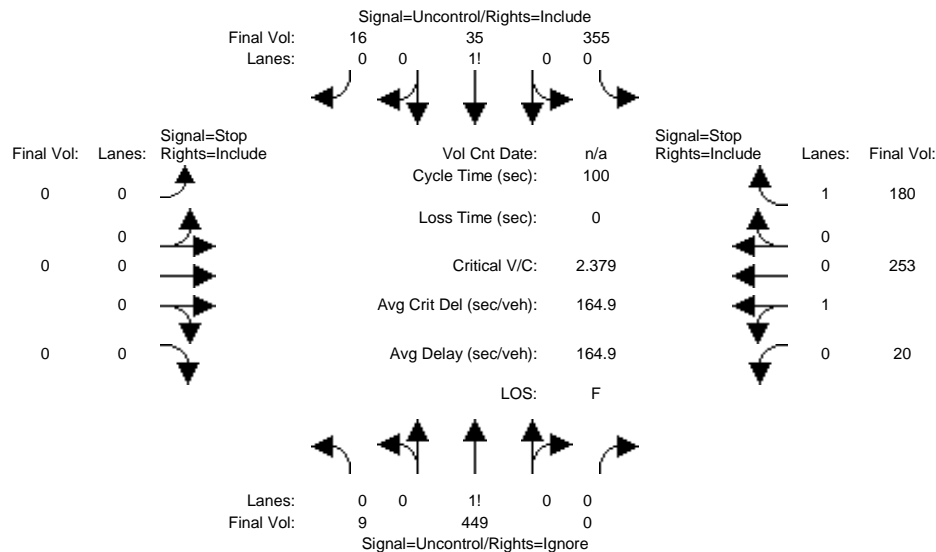 Signal=Uncontrol/Rights=Include
Final Vol: 16 35 355
Lanes: 0 0 1! 0 0
Signal=Stop Signal=Stop
Final Vol: Lanes: Rights=Include Vol Cnt Date: n/a Rights=Include Lanes: Final Vol:
Cycle Time (sec): 100
0 0 1 180
Loss Time (sec): 0
0 0
0 0 Critical V/C: 2.379 0 253
0 Avg Crit Del (sec/veh): 164.9 1
0 0 Avg Delay (sec/veh): 164.9 0 20
LOS: F
Lanes: 0 0 1! 0 0
Final Vol: 9 449 0
Signal=Uncontrol/Rights=Ignore